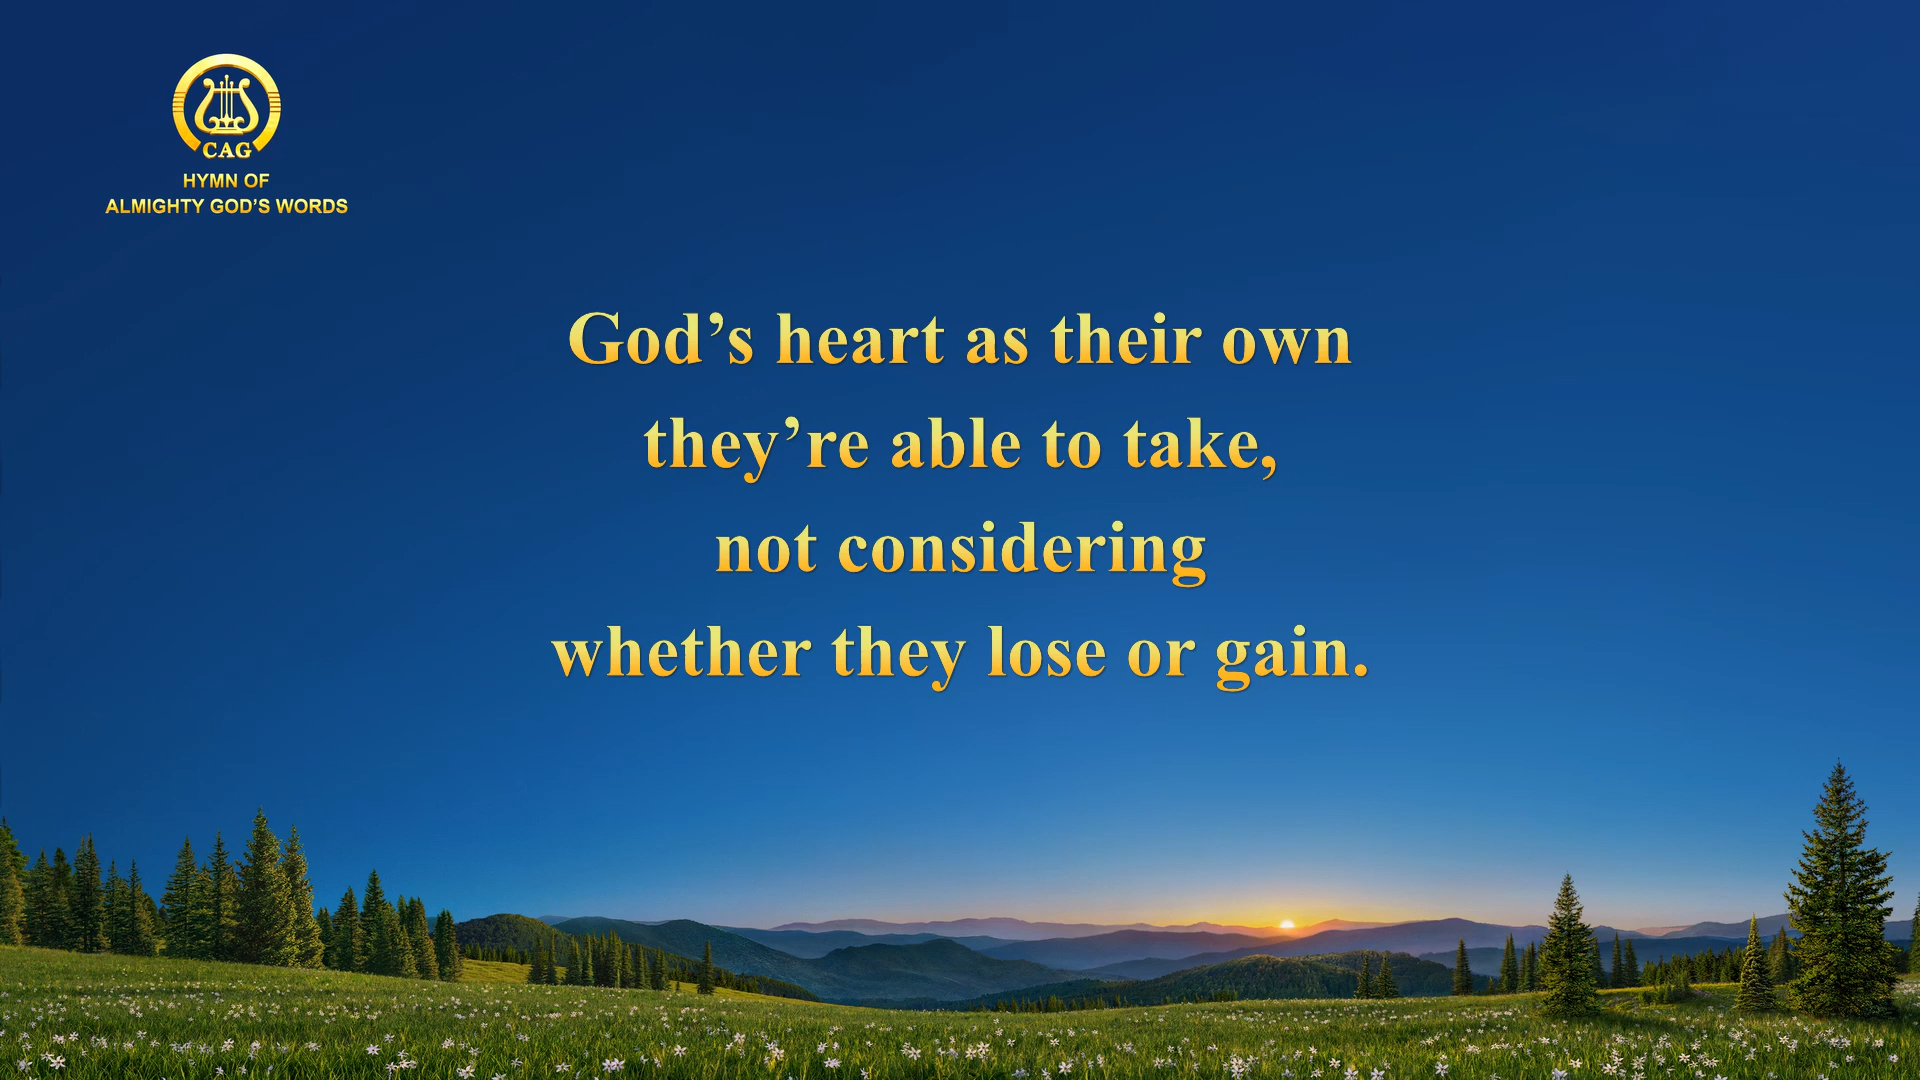 CAG
HYMN OF
ALMIGHTY GOD’S WORDS
God’s heart as their own
they’re able to take,
not considering
whether they lose or gain.